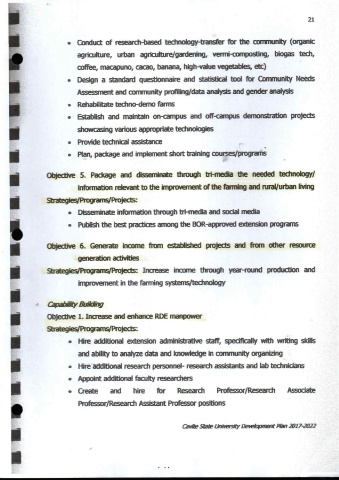 21
• Conduct of research-based technology-transfer for the community (organic
agriculture, urban agriculture/gardening, vermi-composting, biogas tech,
coffee, macapuno, cacao, banana, high-value vegetables, etc)
• Design a standard questionnaire and statistical tool for Community Needs
Assessment and community profiling/data analysis and gender analysis
• Rehabilitate techno-demo farms
• Establish and maintain on-campus and off-campus demonstration projects
showcasing various appropriate technologies
• Provide technical assistance
• Plan, package and implement short training courses/programs
Objective 5. Package and disseminate through tri-media the needed technology/
information relevant to the improvement of the farming and rural/urban living
Strategies/Programs/Projects:
• Disseminate information through tri-media and social media
• Publish the best practices among the BOR-approved extension programs
Objective 6. Generate income from established projects and from other resource
generation activities
Strategies/Programs/Projects: Increase income through year-round production and
improvement in the farming systems/technology
Capability Building
Objective 1. Increase and enhance RDE manpower
Strategies/Programs/Projects:
• Hire additional extension administrative staff, specifically with writing skills
and ability to analyze data and knowledge in community organizing
• Hire additional research personnel- research assistants and lab technicians
• Appoint additional faculty researchers
• Create and hire for Research Professor/Research Associate
Professor/Research Assistant Professor positions
Cavite State University Development Plan 2017-2022